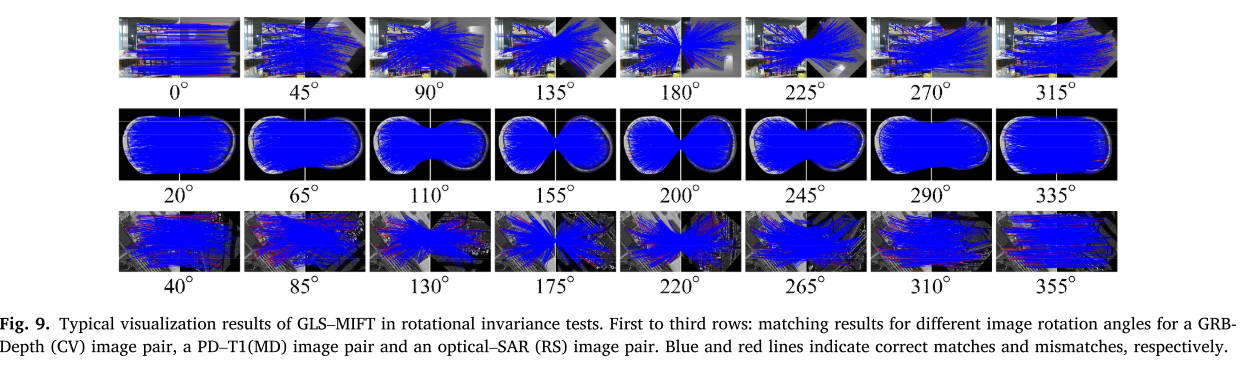 0° 45° 90° 135° 180° 225° 270° 315°
20° 65° 110° 155° 200° 245° 290° 335°
40° 85° 130° 175° 220° 265° 310° 355°
Fig. 9. Typical visualization results of GLS–MIFT in rotational invariance tests. First to third rows: matching results for different image rotation angles for a GRB-
Depth (CV) image pair, a PD–T1(MD) image pair and an optical–SAR (RS) image pair. Blue and red lines indicate correct matches and mismatches, respectively.